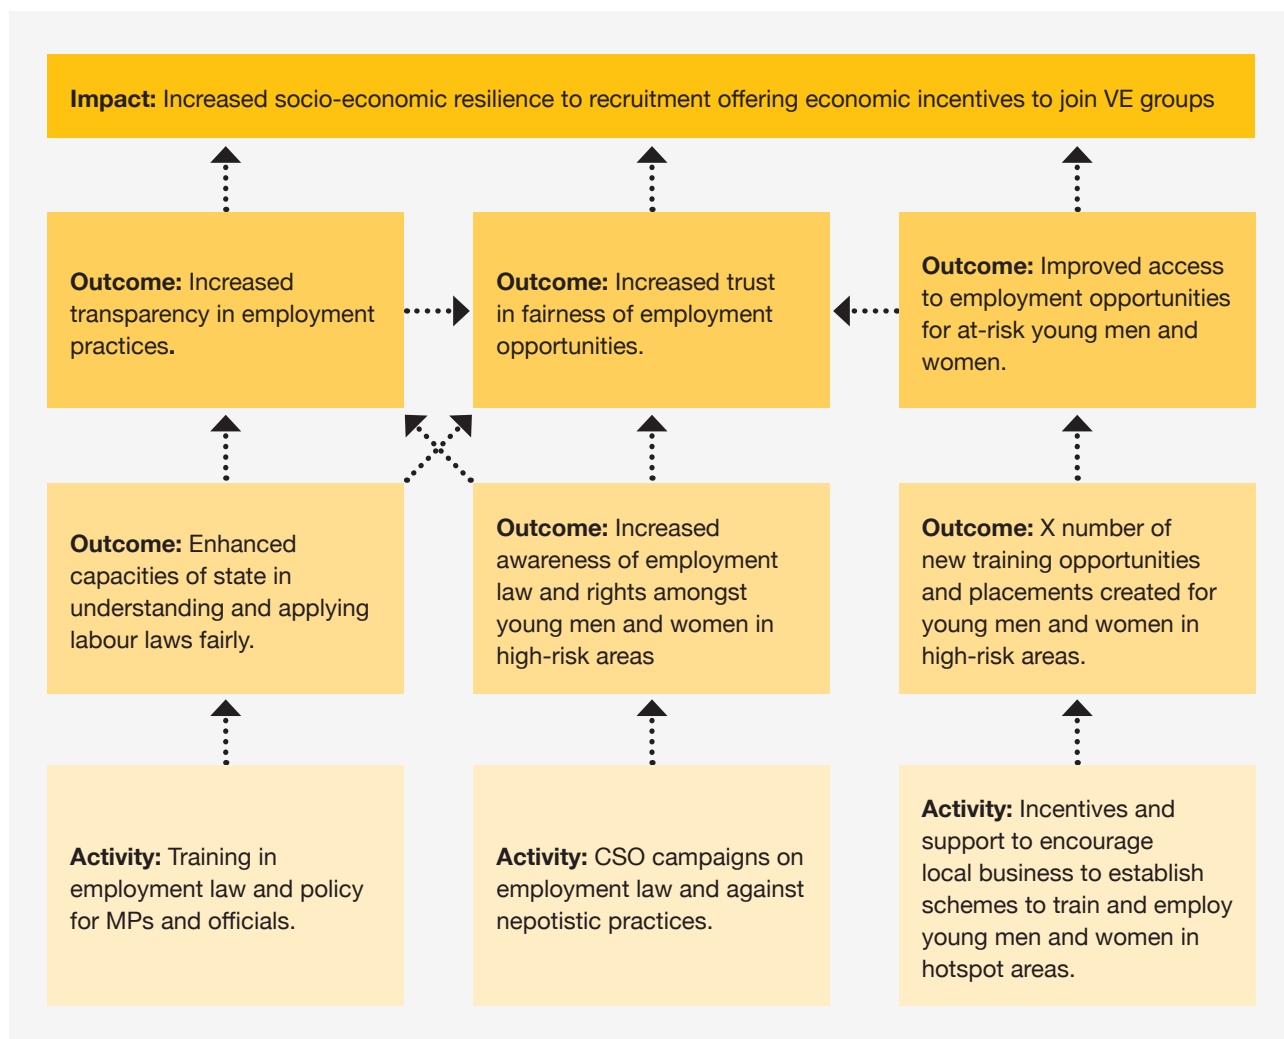 Impact: Increased socio-economic resilience to recruitment offering economic incentives to join VE groups
Outcome: Increased
transparency in employment
practices.
Outcome: Increased trust
in fairness of employment
opportunities.
Outcome: Improved access
to employment opportunities
for at-risk young men and
women.
Outcome: Enhanced
capacities of state in
understanding and applying
labour laws fairly.
Outcome: Increased
awareness of employment
law and rights amongst
young men and women in
high-risk areas
Outcome: X number of
new training opportunities
and placements created for
young men and women in
high-risk areas.
Activity: Training in
employment law and policy
for MPs and officials.
Activity: CSO campaigns on
employment law and against
nepotistic practices.
Activity: Incentives and
support to encourage
local business to establish
schemes to train and employ
young men and women in
hotspot areas.